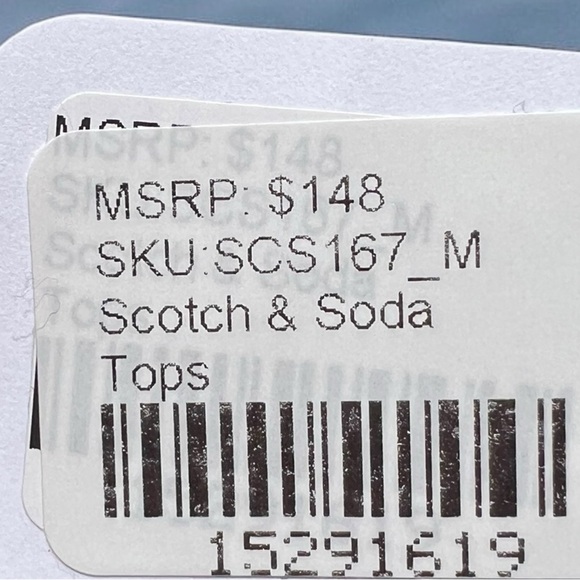 MSRP: $148
SKU:SCS167_M
Scotch & Soda
Tops
15291619